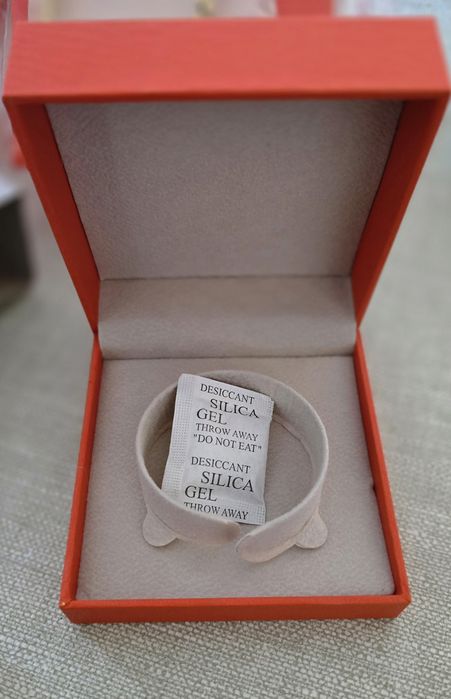 DESICCANT
SILICA
GEL
THROW AWAY
"DO NOT EAT"
DESICCANT
SILICA
GEL
THROW AWAY